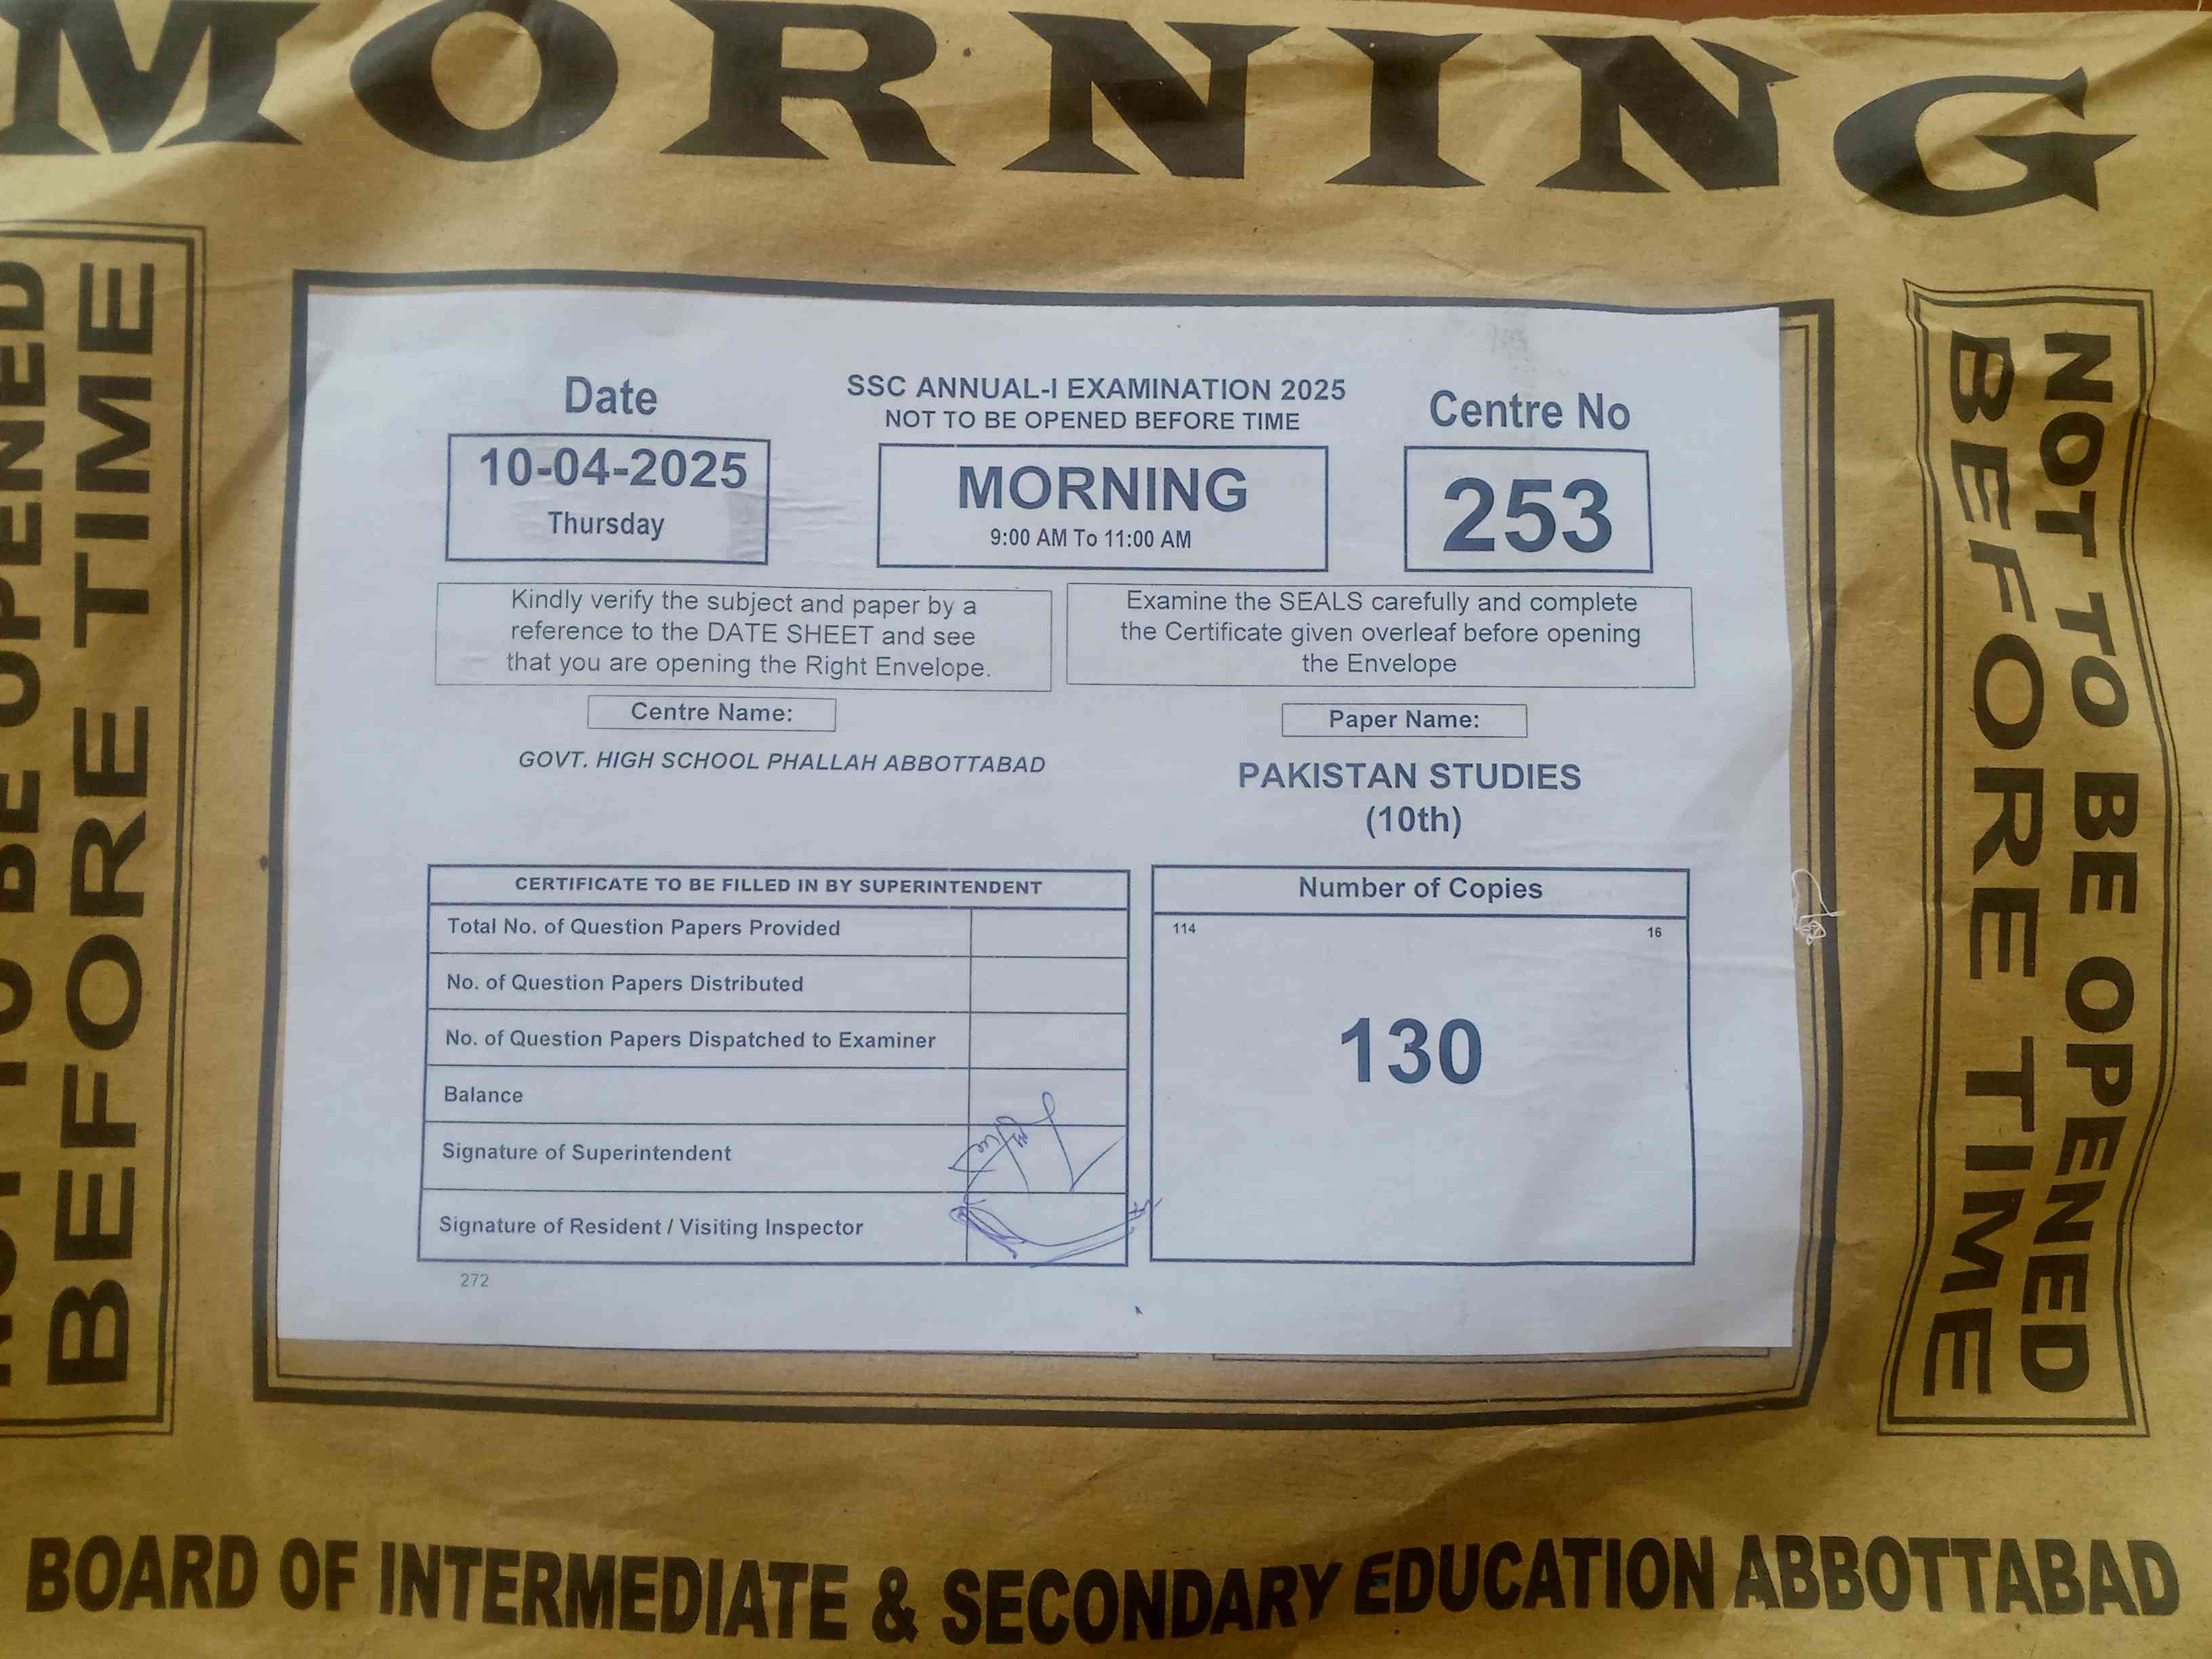 MORNING
NOT TO BE OPENED
BEFORE TIME
Date
10-04-2025
Thursday
SSC ANNUAL-I EXAMINATION 2025
NOT TO BE OPENED BEFORE TIME
MORNING
9:00 AM To 11:00 AM
Centre No
253
Kindly verify the subject and paper by a
reference to the DATE SHEET and see
that you are opening the Right Envelope.
Examine the SEALS carefully and complete
the Certificate given overleaf before opening
the Envelope
Centre Name:
GOVT. HIGH SCHOOL PHALLAH ABBOTTABAD
Paper Name:
PAKISTAN STUDIES
(10th)
CERTIFICATE TO BE FILLED IN BY SUPERINTENDENT
Total No. of Question Papers Provided
No. of Question Papers Distributed
No. of Question Papers Dispatched to Examiner
Balance
Signature of Superintendent
Signature of Resident / Visiting Inspector
272
Number of Copies
114 16
130
NOT TO BE OPENED
BEFORE TIME
BOARD OF INTERMEDIATE & SECONDARY EDUCATION ABBOTTABAD